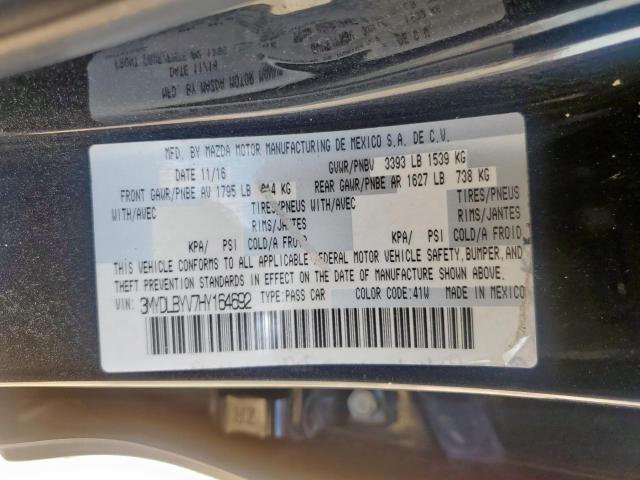 MFD. BY MAZDA MOTOR MANUFACTURING DE MEXICO S.A. DE C.V.
DATE 11/16 GVWR/PNBV 3393 LB 1539 KG
FRONT GAWR/PNBE AV 1795 LB 814 KG REAR GAWR/PNBE AR 1627 LB 738 KG
WITH/AVEC TIRES/PNEUS WITH/AVEC TIRES/PNEUS
RIMS/JANTES RIMS/JANTES
KPA/ PSI COLD/A FROID KPA/ PSI COLD/A FROID
THIS VEHICLE CONFORMS TO ALL APPLICABLE FEDERAL MOTOR VEHICLE SAFETY, BUMPER, AND
THEFT PREVENTION STANDARDS IN EFFECT ON THE DATE OF MANUFACTURE SHOWN ABOVE.
VIN: 3MYDLBYV7HY164692 TYPE: PASS CAR COLOR CODE: 41W MADE IN MEXICO